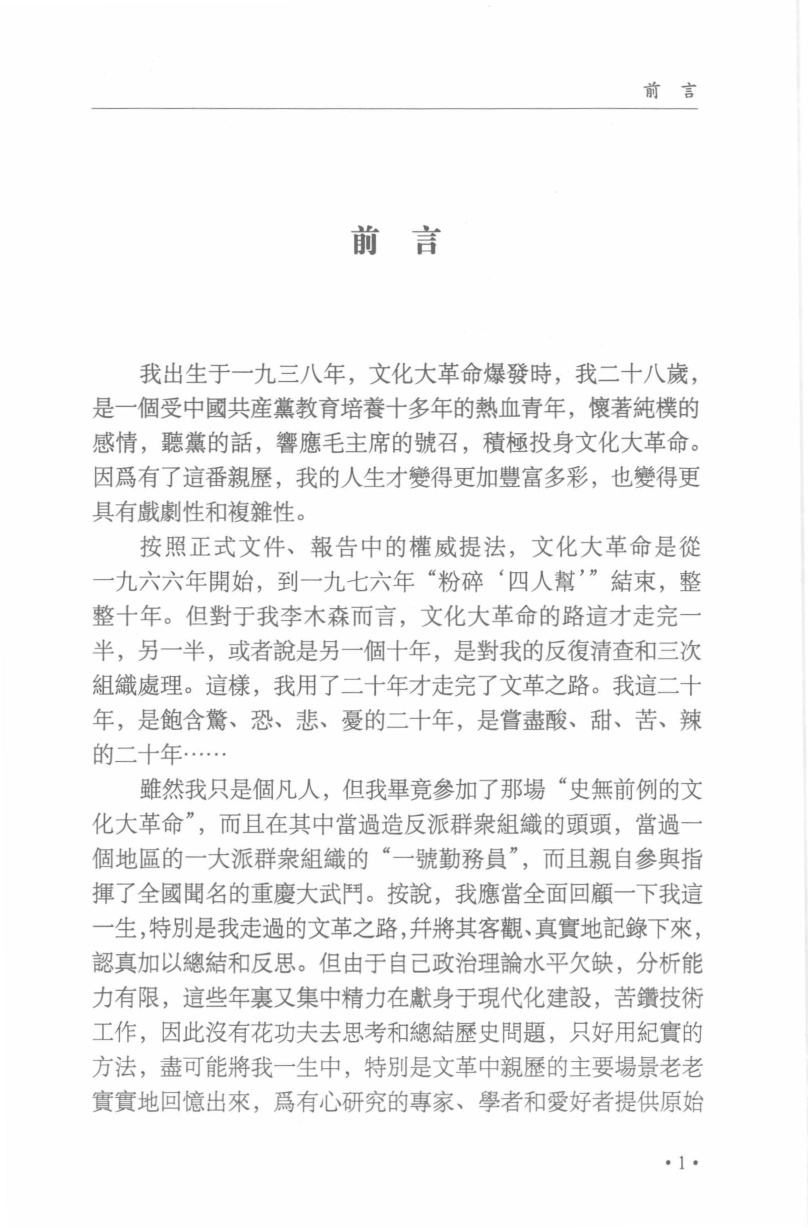 前 言
前 言
我出生于一九三八年，文化大革命爆發時，我二十八歲，
是一個受中國共産黨教育培養十多年的熱血青年，懷著純樸的
感情，聽黨的話，響應毛主席的號召，積極投身文化大革命。
因爲有了這番親歷，我的人生才變得更加豐富多彩，也變得更
具有戲劇性和複雜性。
按照正式文件、報告中的權威提法，文化大革命是從
一九六六年開始，到一九七六年“粉碎‘四人幫’”結束，整
整十年。但對于我李木森而言，文化大革命的路這才走完一
半，另一半，或者說是另一個十年，是對我的反復清查和三次
組織處理。這樣，我用了二十年才走完了文革之路。我這二十
年，是飽含驚、恐、悲、憂的二十年，是嘗盡酸、甜、苦、辣
的二十年……
雖然我只是個凡人，但我畢竟參加了那場“史無前例的文
化大革命”，而且在其中當過造反派群衆組織的頭頭，當過一
個地區的一大派群衆組織的“一號勤務員”，而且親自參與指
揮了全國聞名的重慶大武鬥。按說，我應當全面回顧一下我這
一生，特別是我走過的文革之路，幷將其客觀、真實地記錄下來，
認真加以總結和反思。但由于自己政治理論水平欠缺，分析能
力有限，這些年裏又集中精力在獻身于現代化建設，苦鑽技術
工作，因此沒有花功夫去思考和總結歷史問題，只好用紀實的
方法，盡可能將我一生中，特別是文革中親歷的主要場景老老
實實地回憶出來，爲有心研究的專家、學者和愛好者提供原始
•1•